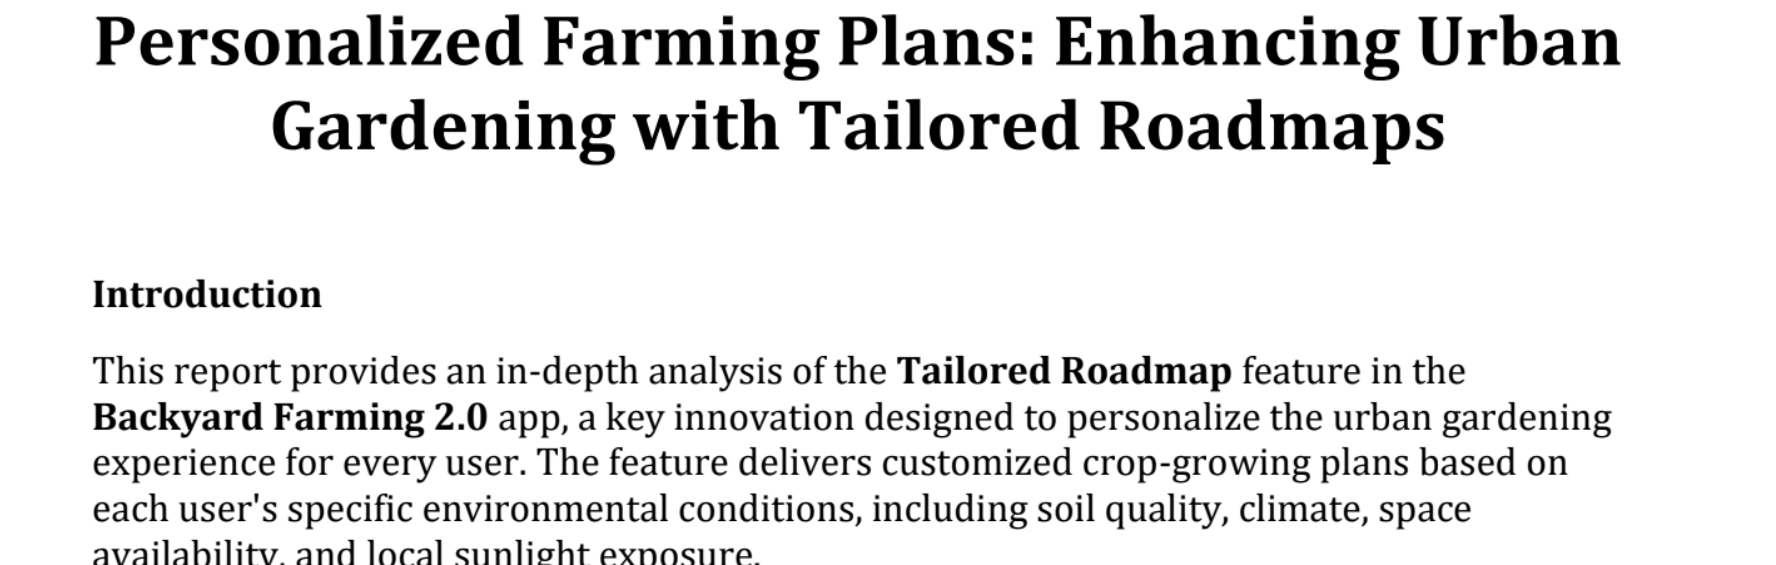 Personalized Farming Plans: Enhancing Urban
Gardening with Tailored Roadmaps
Introduction
This report provides an in-depth analysis of the Tailored Roadmap feature in the
Backyard Farming 2.0 app, a key innovation designed to personalize the urban gardening
experience for every user. The feature delivers customized crop-growing plans based on
each user's specific environmental conditions, including soil quality, climate, space
availability, and local sunlight exposure.